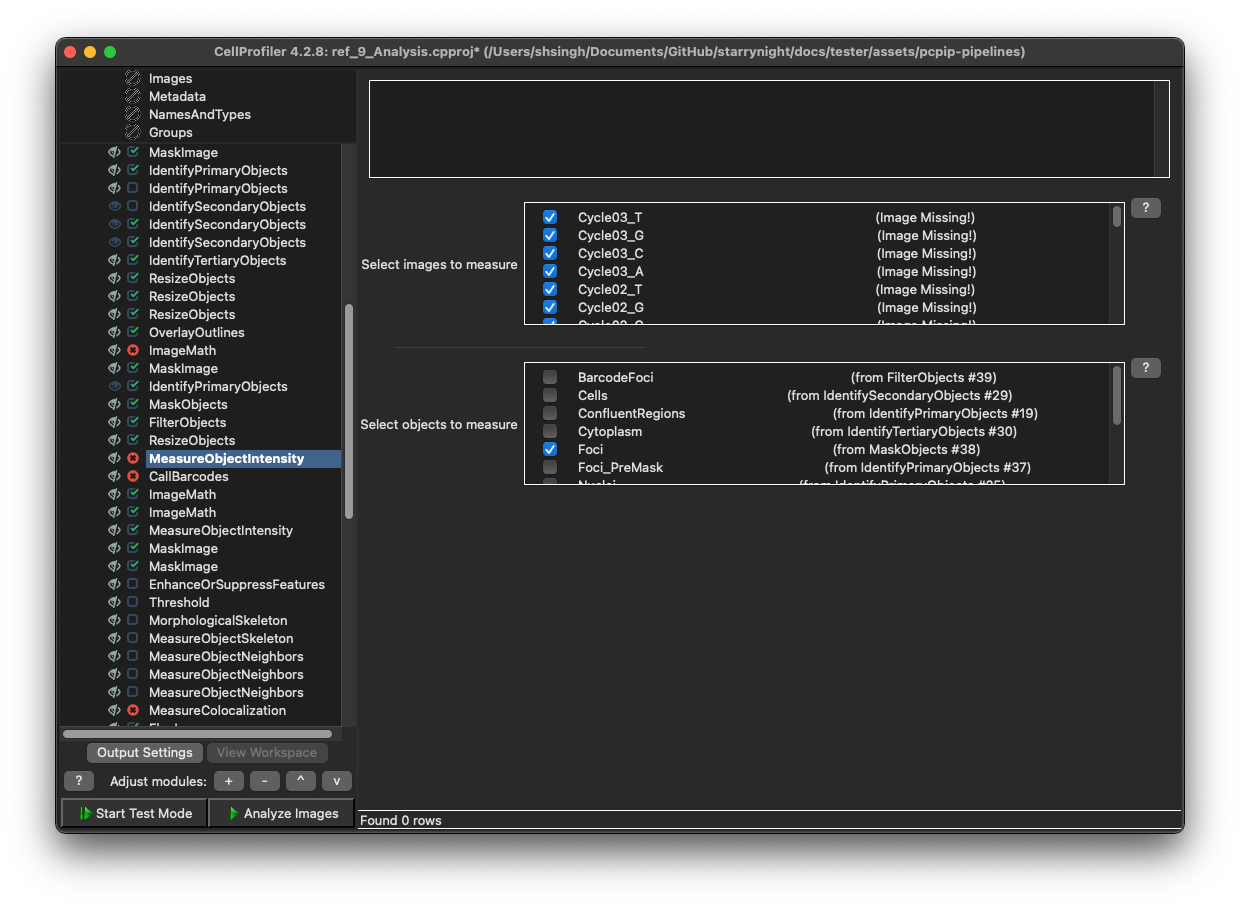 CellProfiler 4.2.8: ref_9_Analysis.cpproj* (/Users/shsingh/Documents/GitHub/starrynight/docs/tester/assets/pcpip-pipelines)
Images
Metadata
NamesAndTypes
Groups
MaskImage
IdentifyPrimaryObjects
IdentifyPrimaryObjects
IdentifySecondaryObjects
IdentifySecondaryObjects
IdentifySecondaryObjects
IdentifyTertiaryObjects
ResizeObjects
ResizeObjects
ResizeObjects
OverlayOutlines
ImageMath
MaskImage
IdentifyPrimaryObjects
MaskObjects
FilterObjects
ResizeObjects
MeasureObjectIntensity
CallBarcodes
ImageMath
ImageMath
MeasureObjectIntensity
MaskImage
MaskImage
EnhanceOrSuppressFeatures
Threshold
MorphologicalSkeleton
MeasureObjectSkeleton
MeasureObjectNeighbors
MeasureObjectNeighbors
MeasureObjectNeighbors
MeasureColocalization
Output Settings View Workspace
? Adjust modules: + - ^ v
Start Test Mode Analyze Images
Select images to measure
Cycle03_T (Image Missing!)
Cycle03_G (Image Missing!)
Cycle03_C (Image Missing!)
Cycle03_A (Image Missing!)
Cycle02_T (Image Missing!)
Cycle02_G (Image Missing!)
?
Select objects to measure
BarcodeFoci (from FilterObjects #39)
Cells (from IdentifySecondaryObjects #29)
ConfluentRegions (from IdentifyPrimaryObjects #19)
Cytoplasm (from IdentifyTertiaryObjects #30)
Foci (from MaskObjects #38)
Foci_PreMask (from IdentifyPrimaryObjects #37)
?
Found 0 rows